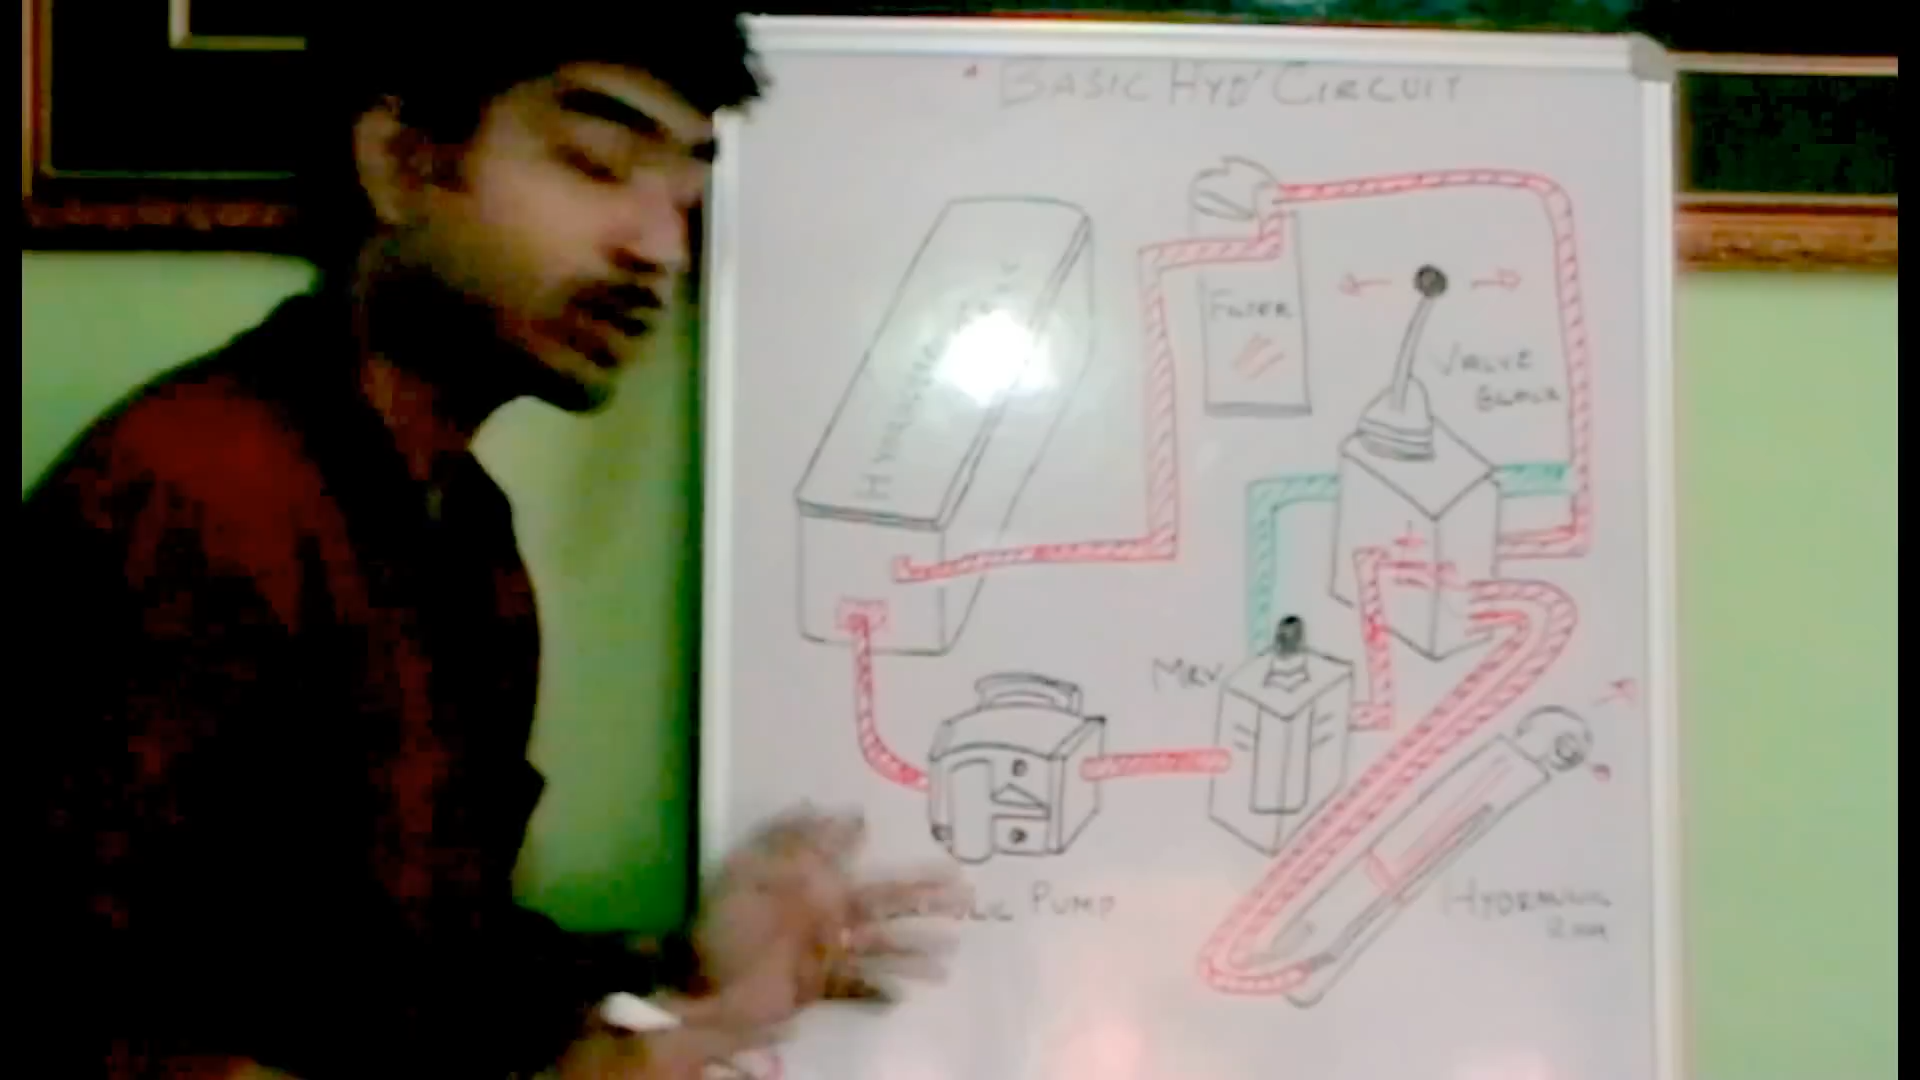 BASIC HYD' CIRCUIT
FILTER
VALVE
BLOCK
MRV
PUMP
HYDRAULIC
RAM